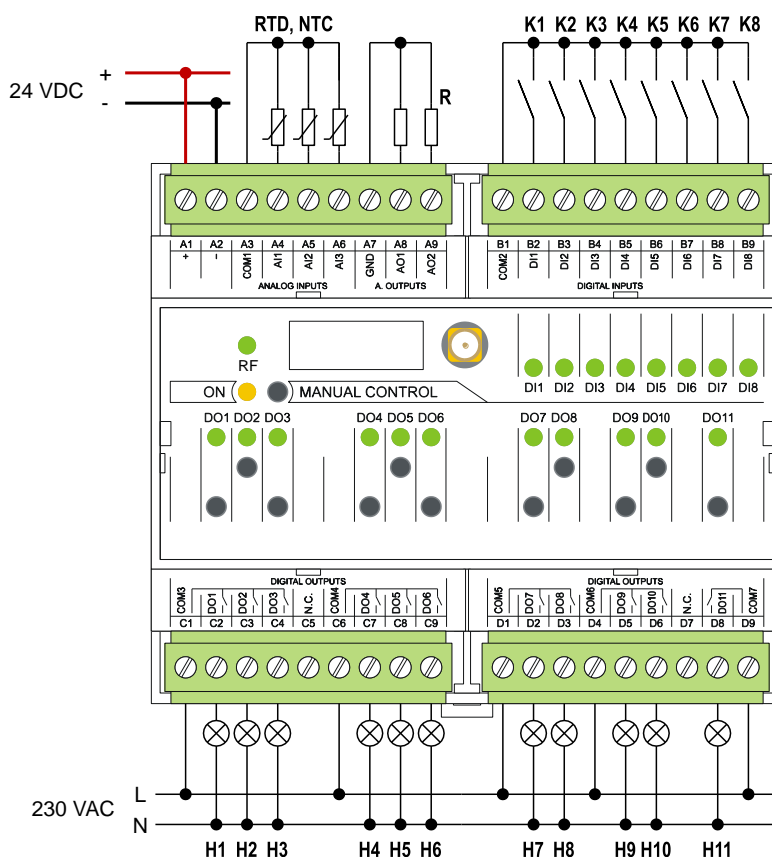 RTD, NTC
K1 K2 K3 K4 K5 K6 K7 K8
24 VDC
+
-
R
A1 A2 A3 A4 A5 A6 A7 A8 A9
+ − COM1 AI1 AI2 AI3 GND AO1 AO2
ANALOG INPUTS A. OUTPUTS
B1 B2 B3 B4 B5 B6 B7 B8 B9
COM2 DI1 DI2 DI3 DI4 DI5 DI6 DI7 DI8
DIGITAL INPUTS
RF
ON MANUAL CONTROL
DI1 DI2 DI3 DI4 DI5 DI6 DI7 DI8
DO1 DO2 DO3 DO4 DO5 DO6 DO7 DO8 DO9 DO10 DO11
DIGITAL OUTPUTS
COM3 DO1 DO2 DO3 N.C. COM4 DO4 DO5 DO6
C1 C2 C3 C4 C5 C6 C7 C8 C9
DIGITAL OUTPUTS
COM5 DO7 DO8 COM6 DO9 DO10 N.C. DO11 COM7
D1 D2 D3 D4 D5 D6 D7 D8 D9
230 VAC
L
N
H1 H2 H3 H4 H5 H6 H7 H8 H9 H10 H11